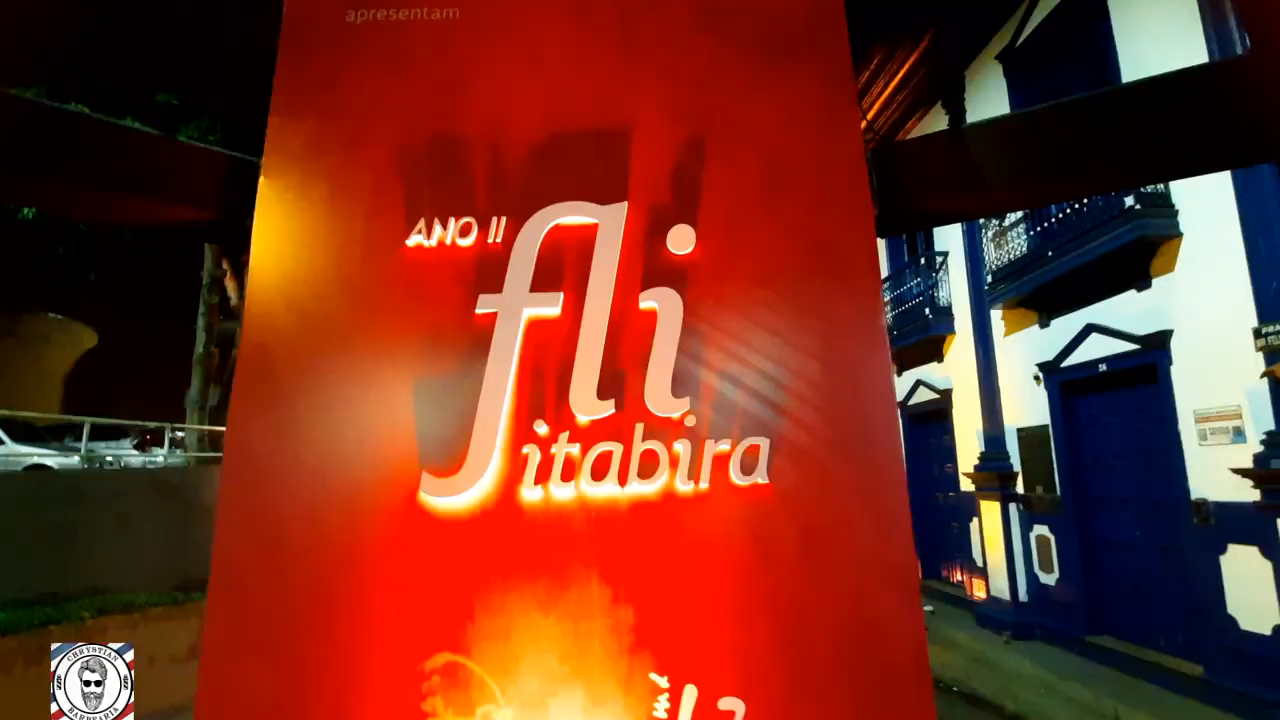 apresentam
ANO II
fli
itabira
CHRYSTIAN
BARBEARIA